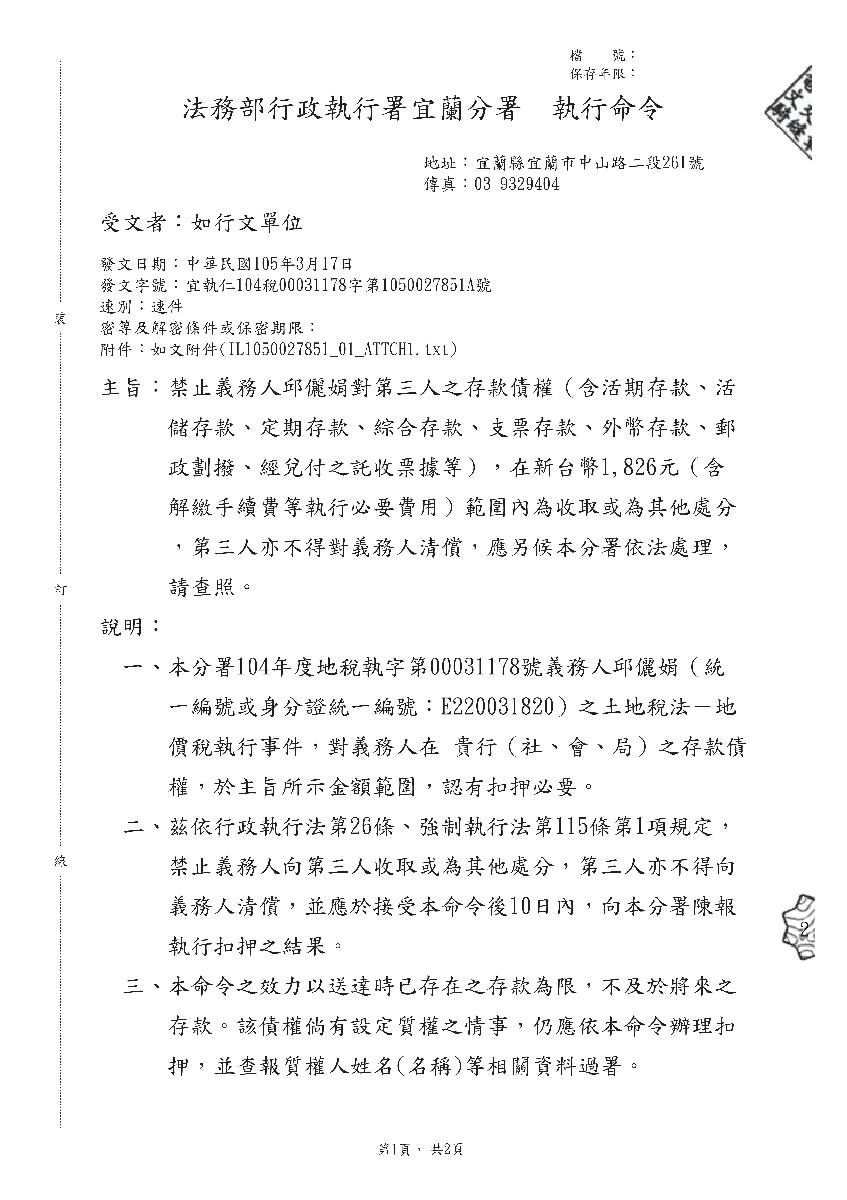 檔　　號：
保存年限：
法務部行政執行署宜蘭分署　執行命令
地址：宜蘭縣宜蘭市中山路二段261號
傳真：03 9329404
受文者：如行文單位
發文日期：中華民國105年3月17日
發文字號：宜執仁104稅00031178字第1050027851A號
速別：速件
密等及解密條件或保密期限：
附件：如文附件(IL1050027851_01_ATTCH1.txt)
主旨：禁止義務人邱儷娟對第三人之存款債權（含活期存款、活
儲存款、定期存款、綜合存款、支票存款、外幣存款、郵
政劃撥、經兌付之託收票據等），在新台幣1,826元（含
解繳手續費等執行必要費用）範圍內為收取或為其他處分
，第三人亦不得對義務人清償，應另候本分署依法處理，
請查照。
說明：
一、本分署104年度地稅執字第00031178號義務人邱儷娟（統
一編號或身分證統一編號：E220031820）之土地稅法－地
價稅執行事件，對義務人在 貴行（社、會、局）之存款債
權，於主旨所示金額範圍，認有扣押必要。
二、茲依行政執行法第26條、強制執行法第115條第1項規定，
禁止義務人向第三人收取或為其他處分，第三人亦不得向
義務人清償，並應於接受本命令後10日內，向本分署陳報
執行扣押之結果。
三、本命令之效力以送達時已存在之存款為限，不及於將來之
存款。該債權倘有設定質權之情事，仍應依本命令辨理扣
押，並查報質權人姓名(名稱)等相關資料過署。
裝
訂
線
2
第1頁， 共2頁